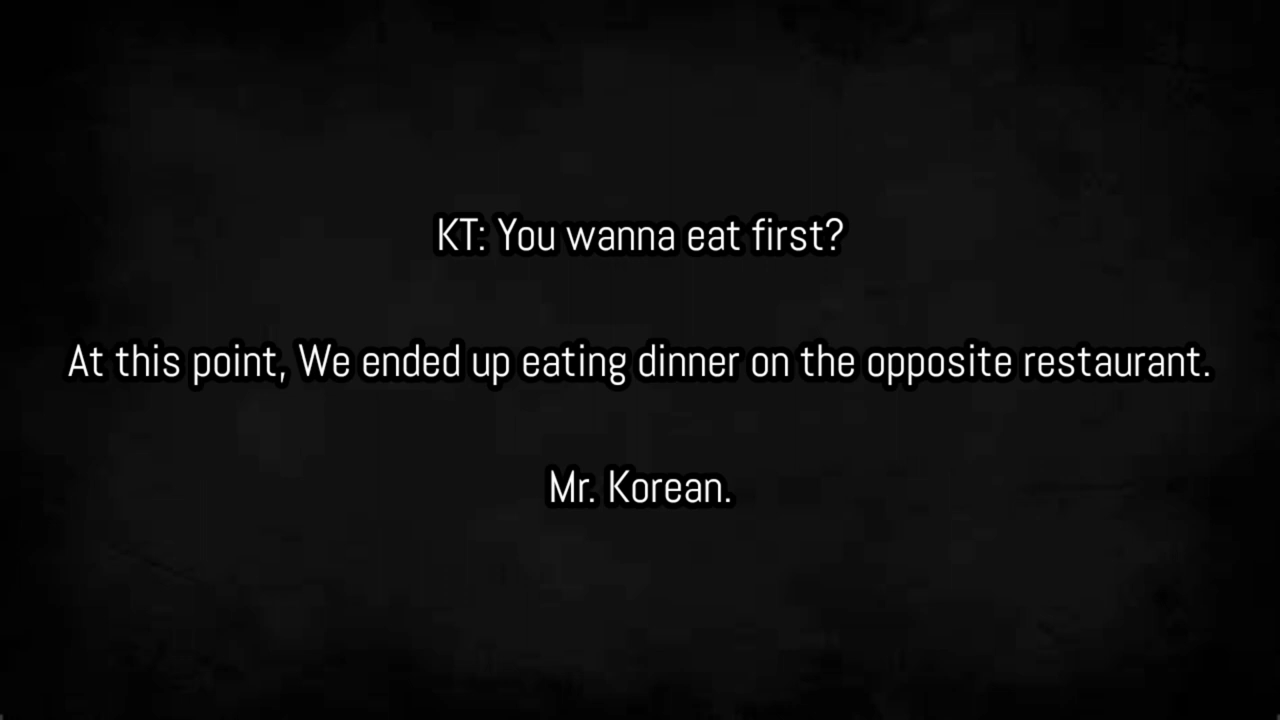 KT: You wanna eat first?
At this point, We ended up eating dinner on the opposite restaurant.
Mr. Korean.